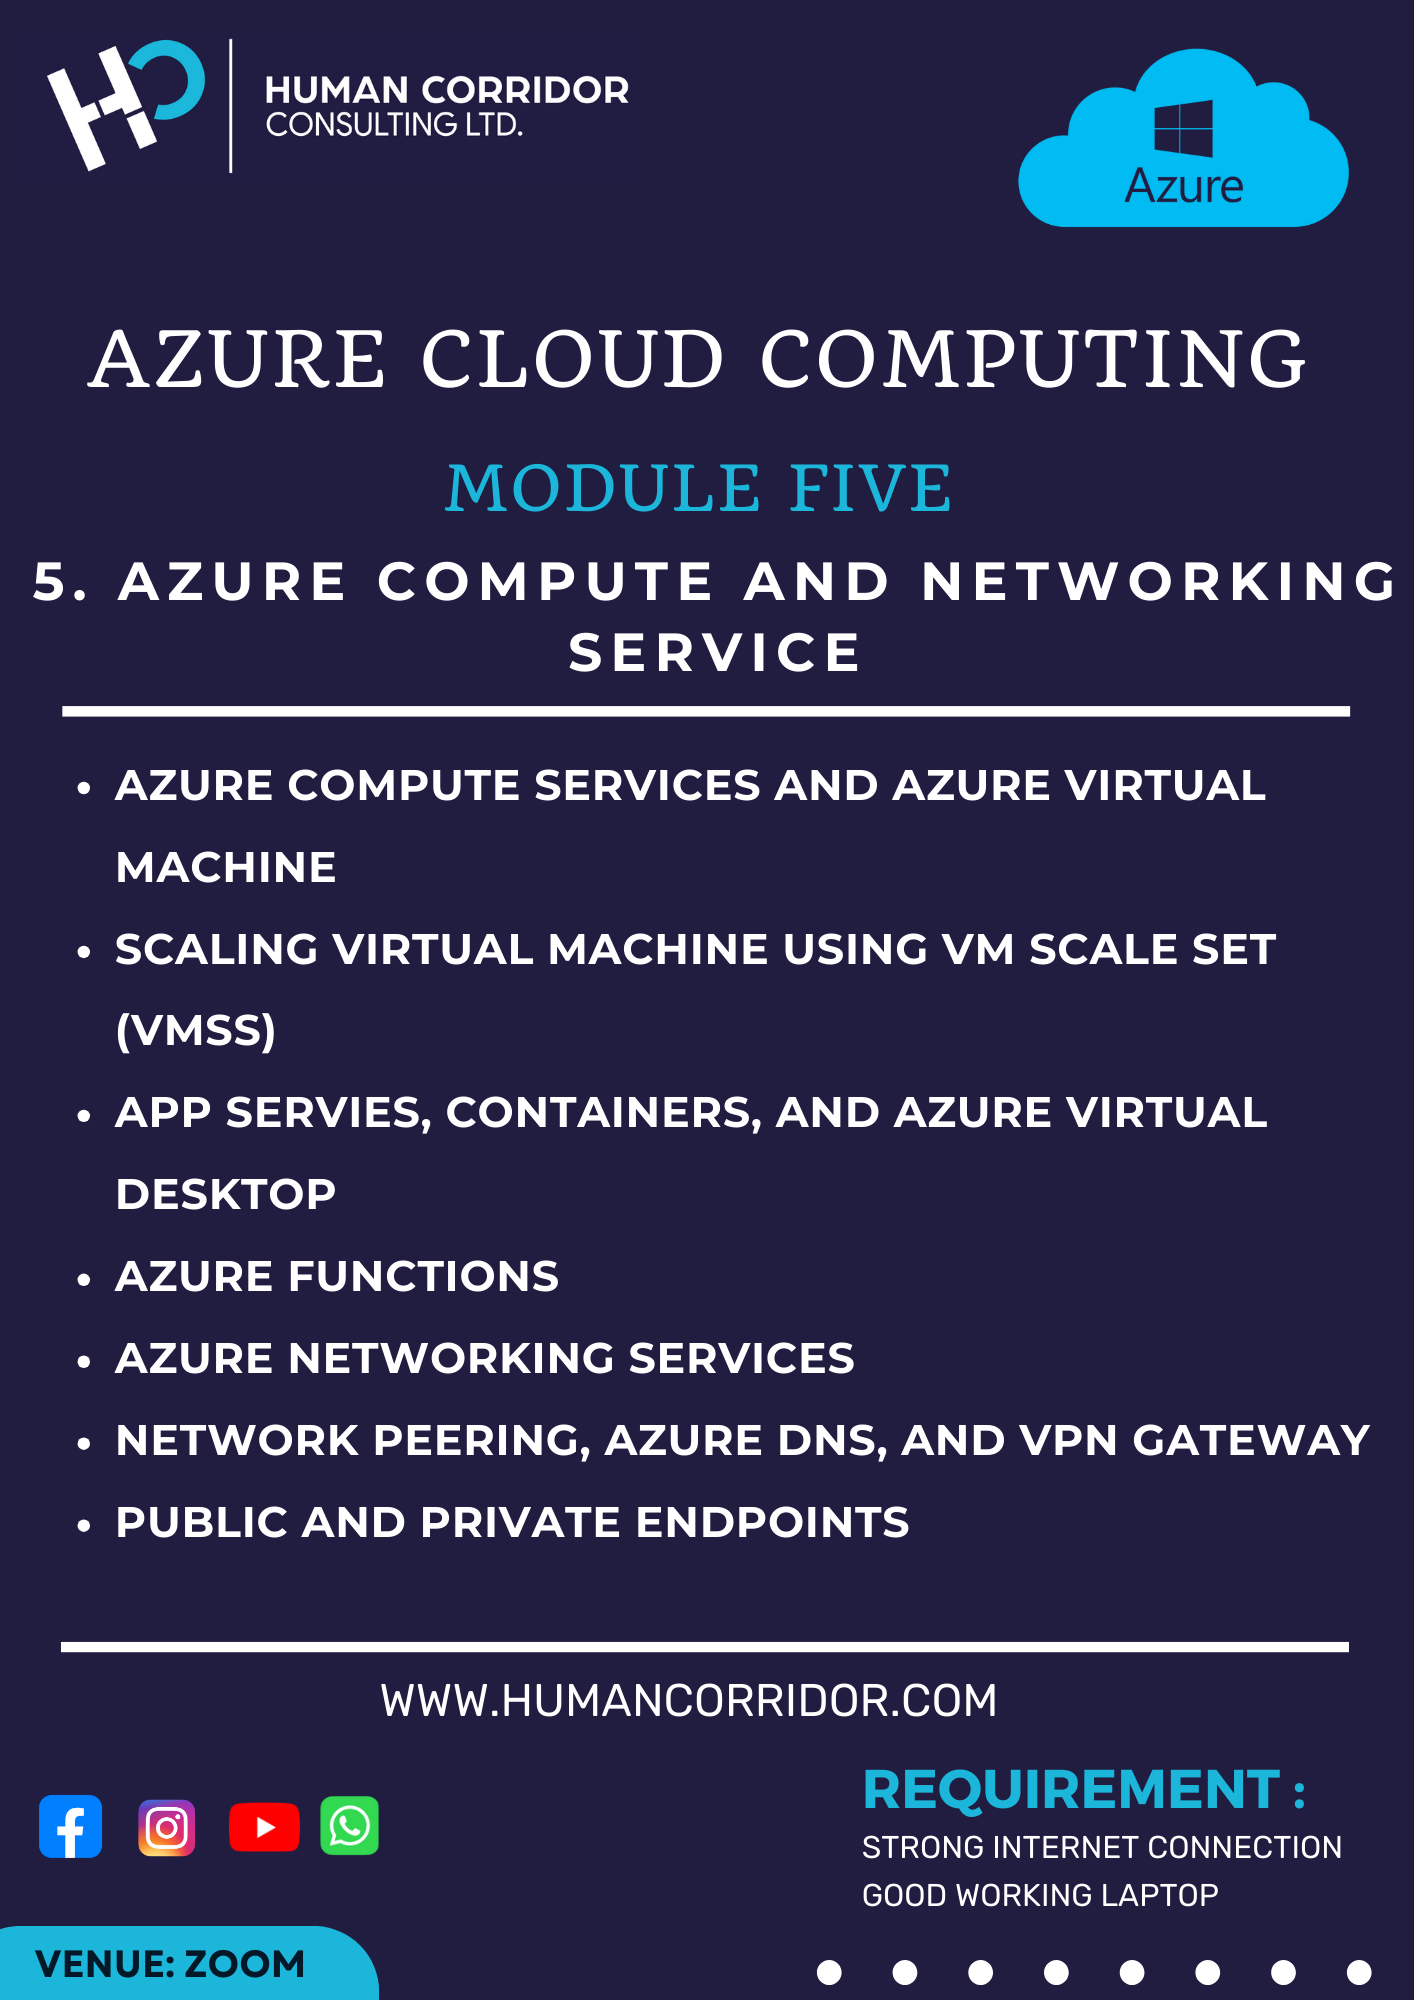 HUMAN CORRIDOR
CONSULTING LTD.
Azure
AZURE CLOUD COMPUTING
MODULE FIVE
5. AZURE COMPUTE AND NETWORKING
SERVICE
• AZURE COMPUTE SERVICES AND AZURE VIRTUAL
MACHINE
• SCALING VIRTUAL MACHINE USING VM SCALE SET
(VMSS)
• APP SERVIES, CONTAINERS, AND AZURE VIRTUAL
DESKTOP
• AZURE FUNCTIONS
• AZURE NETWORKING SERVICES
• NETWORK PEERING, AZURE DNS, AND VPN GATEWAY
• PUBLIC AND PRIVATE ENDPOINTS
WWW.HUMANCORRIDOR.COM
REQUIREMENT :
STRONG INTERNET CONNECTION
GOOD WORKING LAPTOP
VENUE: ZOOM